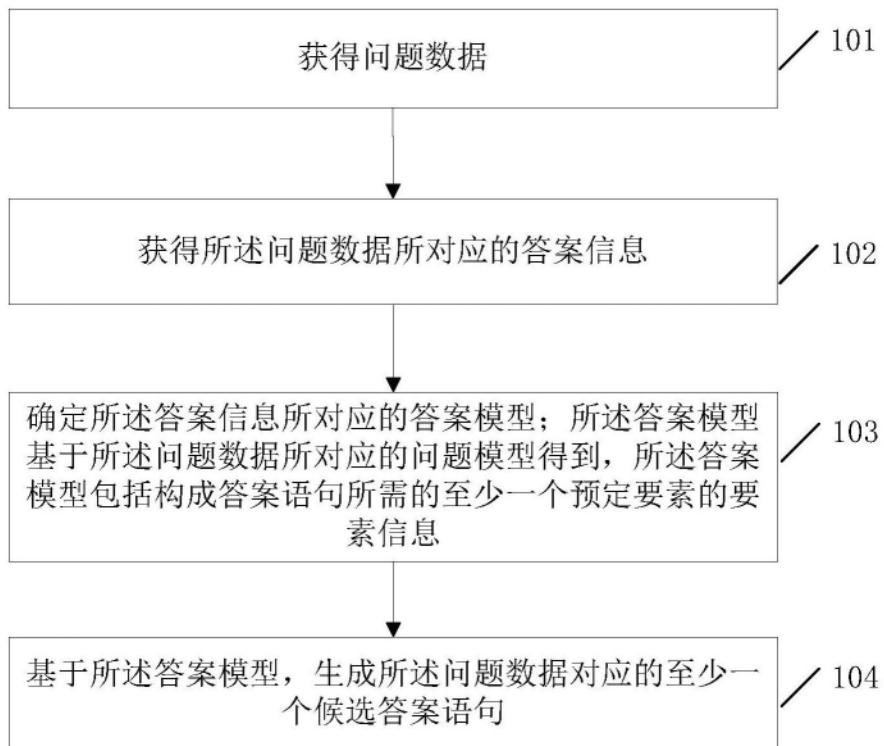 获得问题数据
101
获得所述问题数据所对应的答案信息
102
确定所述答案信息所对应的答案模型；所述答案模型
基于所述问题数据所对应的问题模型得到，所述答案
模型包括构成答案语句所需的至少一个预定要素的要
素信息
103
基于所述答案模型，生成所述问题数据对应的至少一
个候选答案语句
104